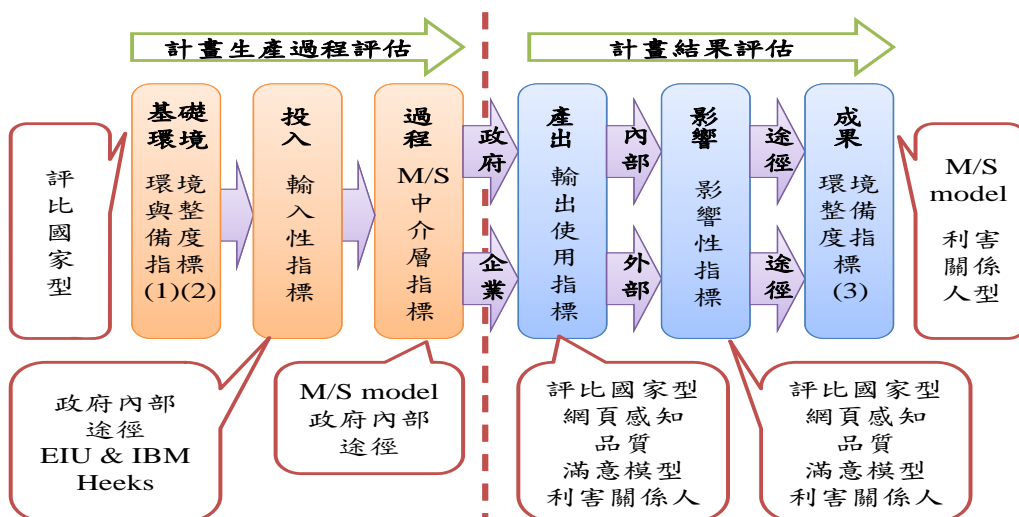 計畫生產過程評估
計畫結果評估
評比國家型
基礎
環境
環境
與整
備度
指標
(1)(2)
投入
輸入性指標
過程
M/S
中介層指標
政府
企業
產出
輸出使用指標
內部
外部
影響
影響性指標
途徑
途徑
成果
環境
整備
度指
標
(3)
M/S
model
利害
關係
人型
政府內部
途徑
EIU & IBM
Heeks
M/S model
政府內部
途徑
評比國家型
網頁感知
品質
滿意模型
利害關係人
評比國家型
網頁感知
品質
滿意模型
利害關係人